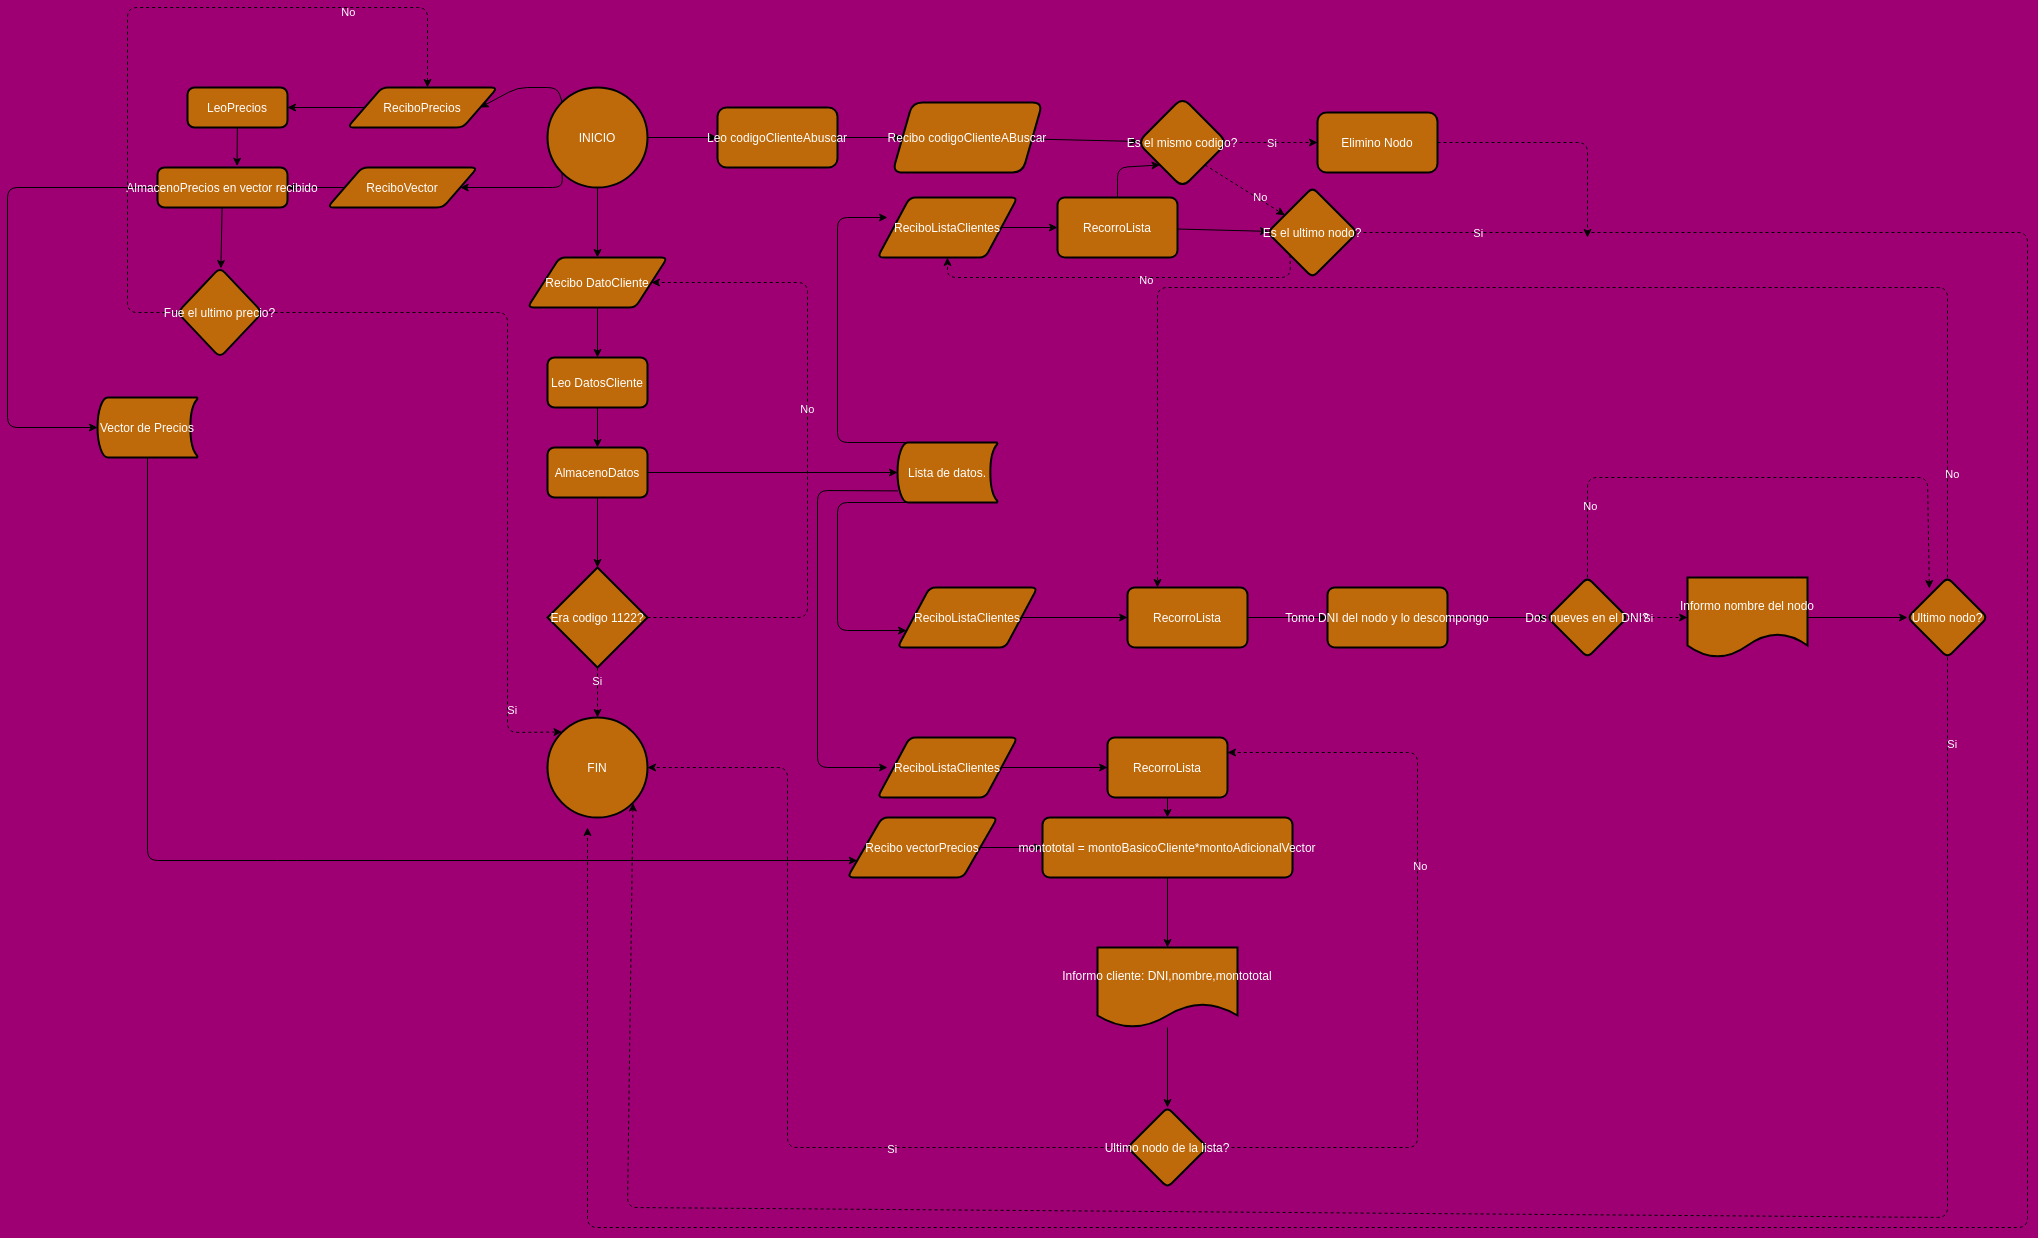 No
LeoPrecios
ReciboPrecios
INICIO
Leo codigoClienteAbuscar
Recibo codigoClienteABuscar
Es el mismo codigo?
Si
Elimino Nodo
AlmacenoPrecios en vector recibido
ReciboVector
No
ReciboListaClientes
RecorroLista
Es el ultimo nodo?
Si
Recibo DatoCliente
No
Fue el ultimo precio?
Leo DatosCliente
No
Vector de Precios
AlmacenoDatos
Lista de datos.
No
No
Era codigo 1122?
ReciboListaClientes
RecorroLista
Tomo DNI del nodo y lo descompongo
Dos nueves en el DNI?
Si
Informo nombre del nodo
Ultimo nodo?
Si
Si
Si
FIN
ReciboListaClientes
RecorroLista
Recibo vectorPrecios
montototal = montoBasicoCliente*montoAdicionalVector
No
Informo cliente: DNI,nombre,montototal
Si
Ultimo nodo de la lista?